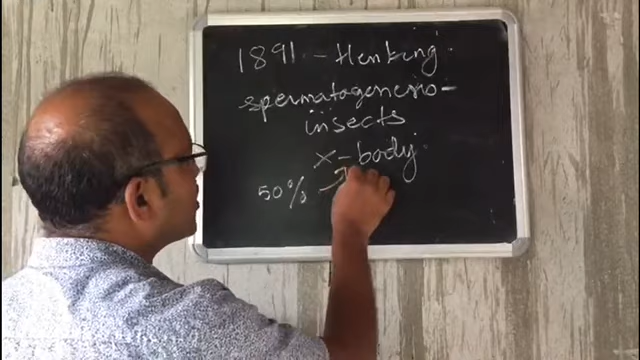 1891 - Henking
spermatogenesis -
insects
X - body
50%